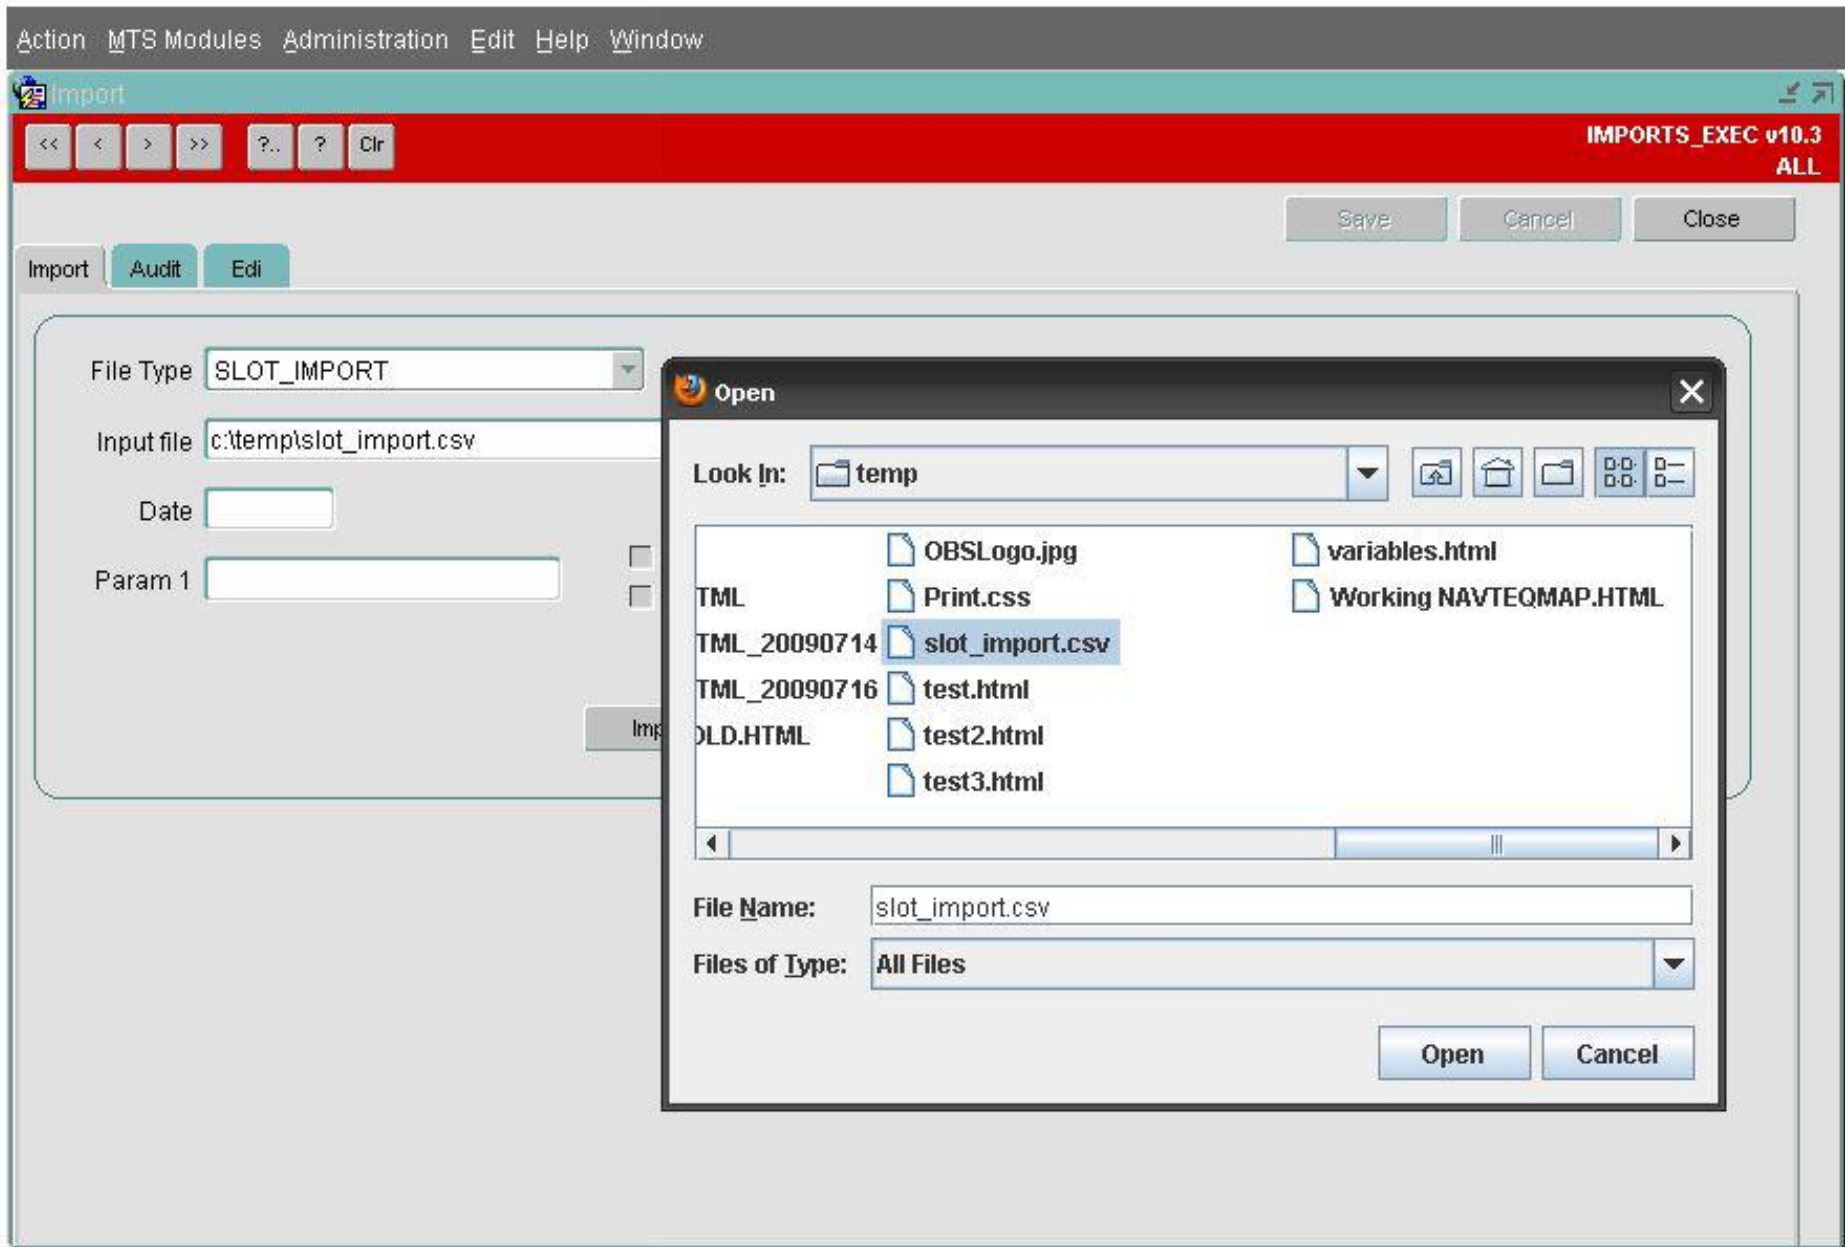 Action MTS Modules Administration Edit Help Window
Import
<< < > >> ?.. ? Clr
IMPORTS_EXEC v10.3
ALL
Save Cancel Close
Import Audit Edi
File Type SLOT_IMPORT
Input file c:\temp\slot_import.csv
Date
Param 1
Open
Look In: temp
OBSLogo.jpg variables.html
TML Print.css Working NAVTEQMAP.HTML
TML_20090714 slot_import.csv
TML_20090716 test.html
OLD.HTML test2.html
test3.html
File Name: slot_import.csv
Files of Type: All Files
Open Cancel